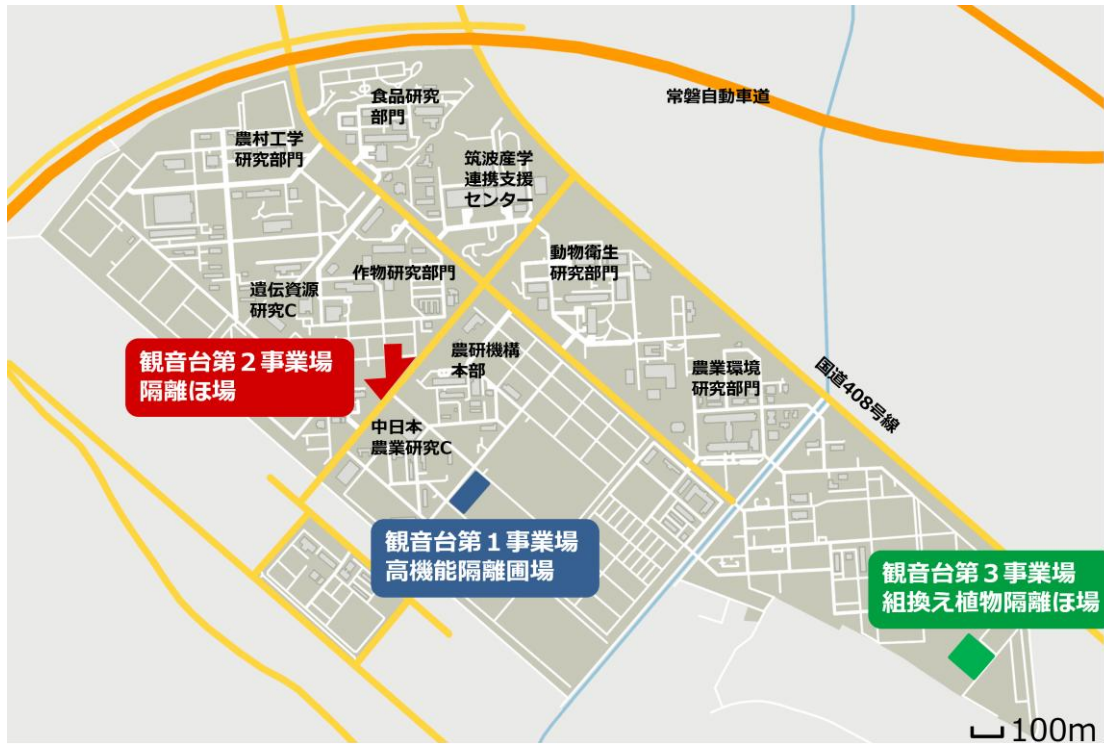 常磐自動車道
食品研究
部門
農村工学
研究部門
筑波産学
連携支援
センター
動物衛生
研究部門
作物研究部門
遺伝資源
研究C
観音台第２事業場
隔離ほ場
農研機構
本部
農業環境
研究部門
国道408号線
中日本
農業研究C
観音台第１事業場
高機能隔離圃場
観音台第３事業場
組換え植物隔離ほ場
100m